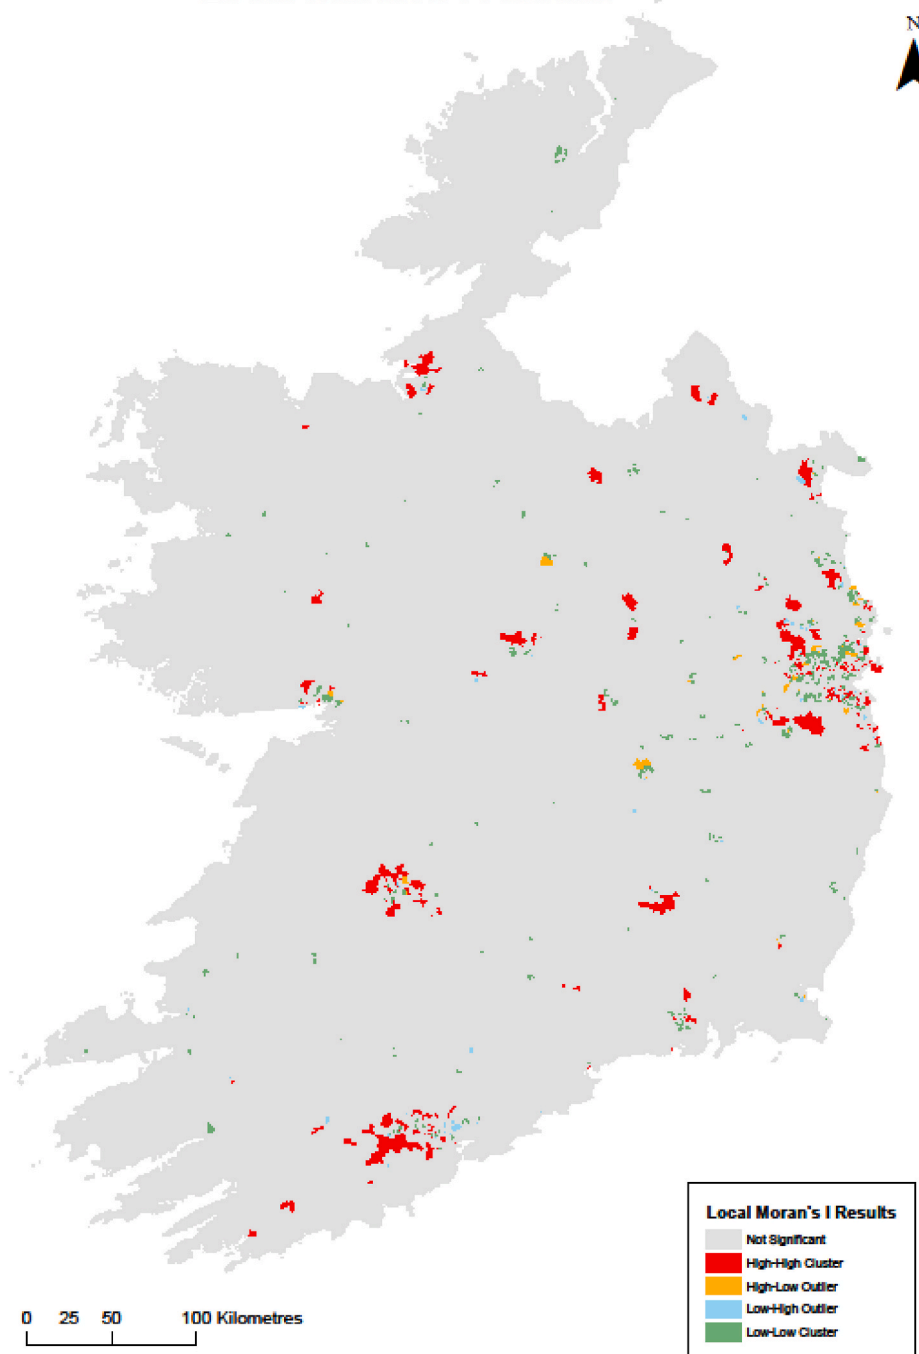 N
Local Moran's I Results
Not Significant
High-High Cluster
High-Low Outlier
Low-High Outlier
Low-Low Cluster
0 25 50 100 Kilometres